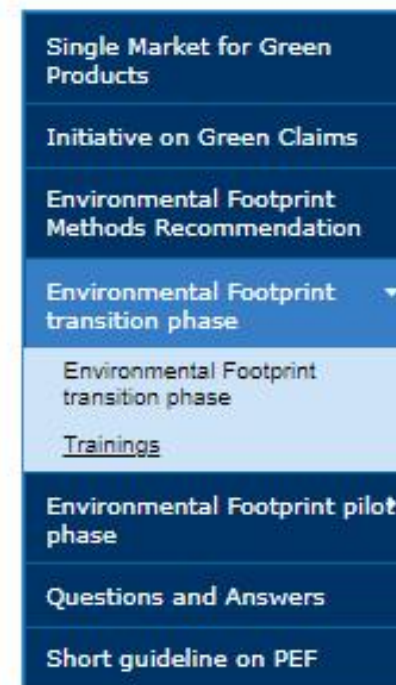 Single Market for Green
Products
Initiative on Green Claims
Environmental Footprint
Methods Recommendation
Environmental Footprint
transition phase
Environmental Footprint
transition phase
Trainings
Environmental Footprint pilot
phase
Questions and Answers
Short guideline on PEF